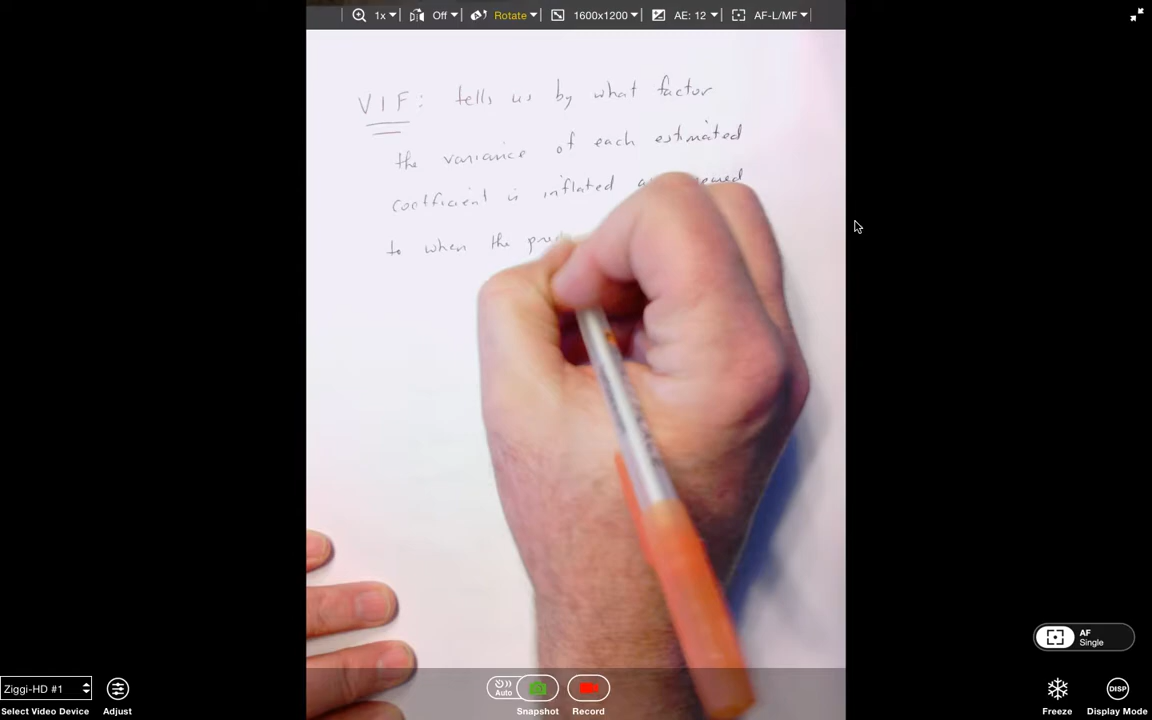 1x Off Rotate 1600x1200 AE: 12 AF-L/MF
VIF: tells us by what factor
the variance of each estimated
coefficient is inflated
to when the
AF
Single
Ziggi-HD #1
Auto
Select Video Device Adjust Snapshot Record Freeze DISP Display Mode